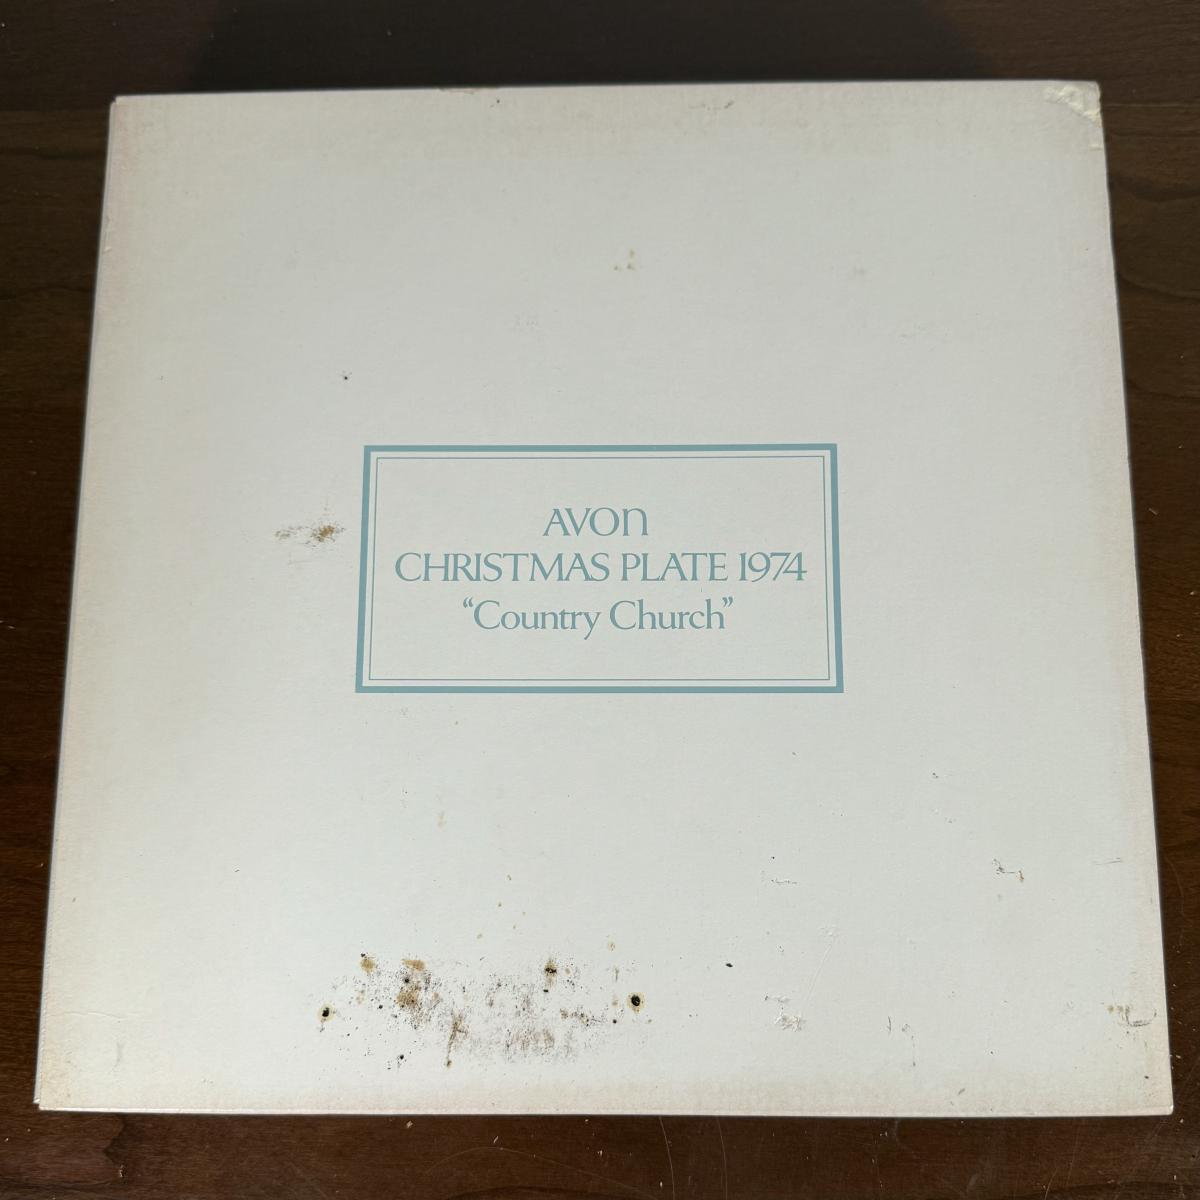 AVON
CHRISTMAS PLATE 1974
“Country Church”